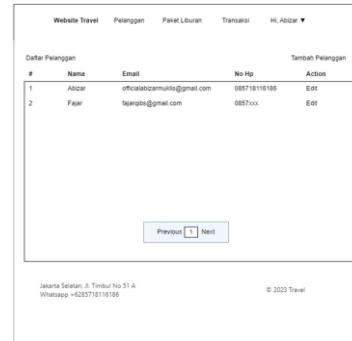 Website Travel Pelanggan Paket Liburan Transaksi Hi, Abizar ▼
Daftar Pelanggan Tambah Pelanggan
# Nama Email No Hp Action
1 Abizar officialabizarmuklis@gmail.com 085718116186 Edit
2 Fajar fajarqibs@gmail.com 0857xxx Edit
Previous 1 Next
Jakarta Selatan, Jl. Timbul No 51 A
Whatsapp +6285718116186
© 2023 Travel